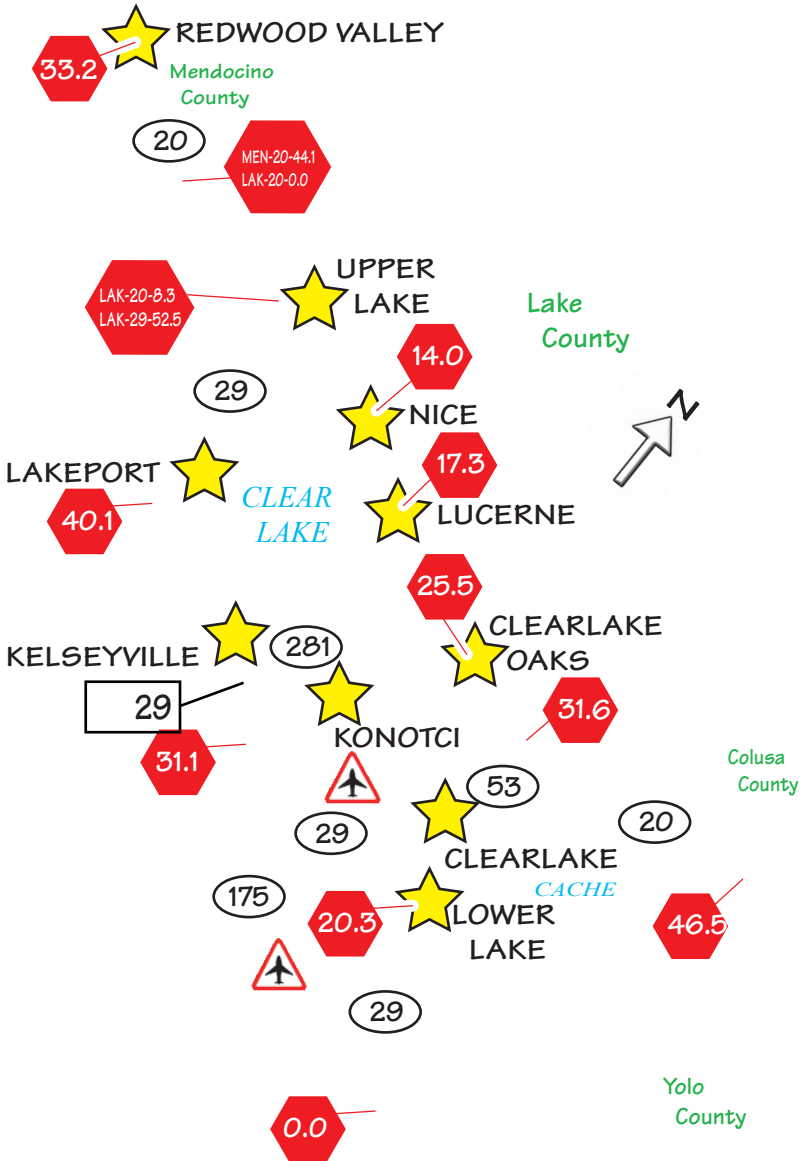 REDWOOD VALLEY
33.2
Mendocino
County
20
MEN-20-44.1
LAK-20-0.0
UPPER
LAKE
LAK-20-8.3
LAK-29-52.5
Lake
County
14.0
29
NICE
N
LAKEPORT
17.3
40.1
CLEAR
LAKE
LUCERNE
25.5
CLEARLAKE
OAKS
281
KELSEYVILLE
29
31.6
KONOTCI
31.1
Colusa
County
53
29
20
CLEARLAKE
CACHE
175
20.3
LOWER
LAKE
46.5
29
Yolo
County
0.0